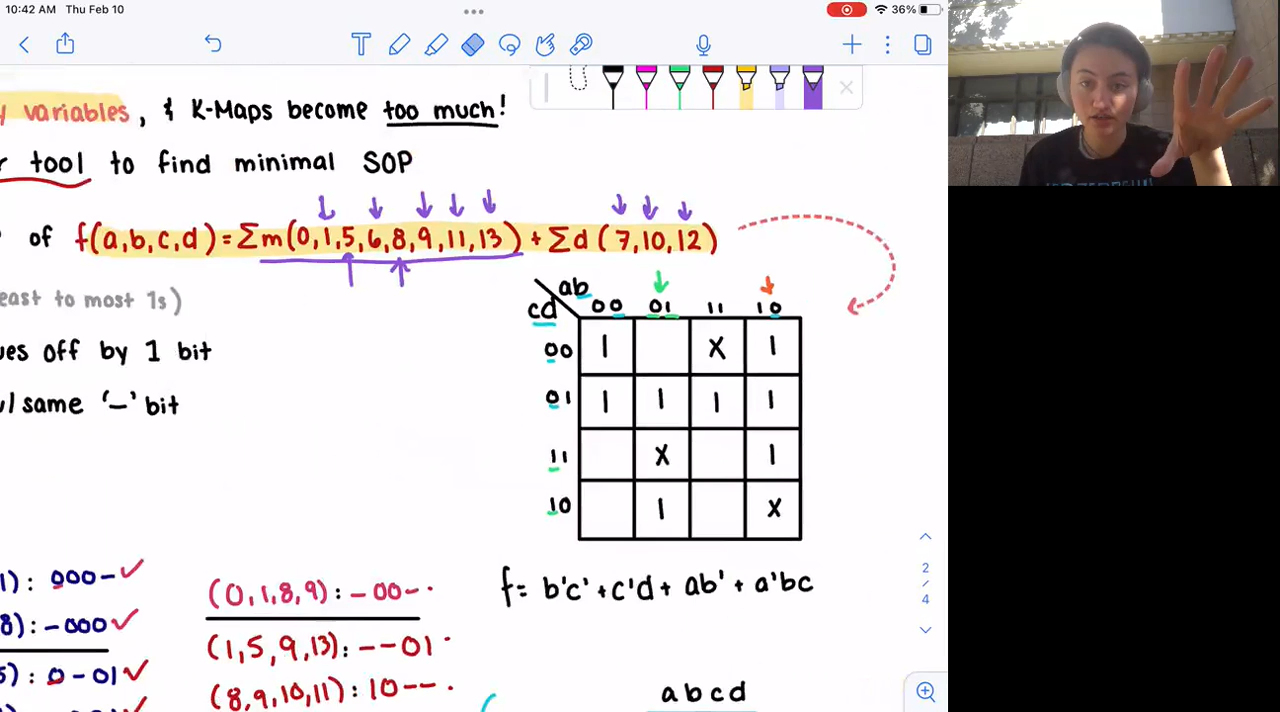 10:42 AM Thu Feb 10
36%
y variables, & K-Maps become too much!
r tool to find minimal SOP
of f(a,b,c,d) = Σm(0,1,5,6,8,9,11,13) + Σd(7,10,12)
east to most 1s)
ues off by 1 bit
same '-' bit
ab
cd 00 01 11 10
00 1 X 1
01 1 1 1 1
11 X 1
10 1 X
f= b'c' + c'd + ab' + a'bc
1): 000- ✓
8): -000 ✓
5): 0-01 ✓
(0,1,8,9): -00-
(1,5,9,13): --01
(8,9,10,11): 10--
a b c d
2
/
4